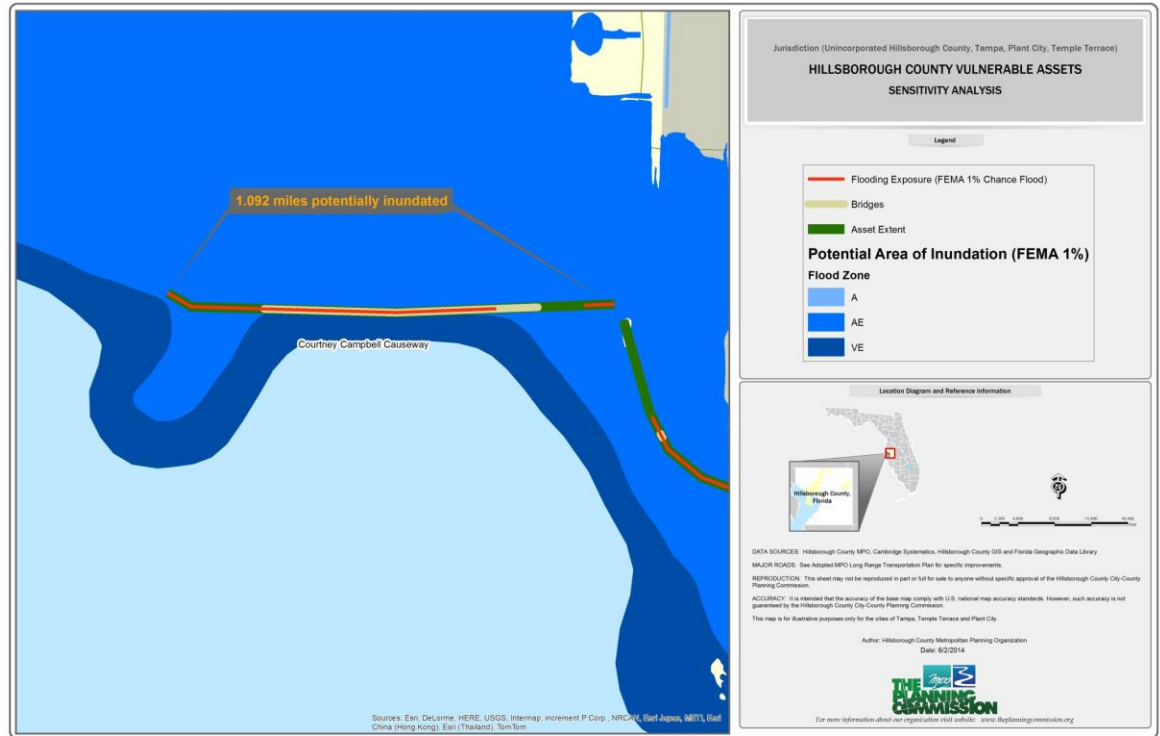 1.092 miles potentially inundated
Courtney Campbell Causeway
Sources: Esri, DeLorme, HERE, USGS, Intermap, increment P Corp., NRCAN, Esri Japan, METI, Esri
China (Hong Kong), Esri (Thailand), TomTom
Jurisdiction (Unincorporated Hillsborough County, Tampa, Plant City, Temple Terrace)
HILLSBOROUGH COUNTY VULNERABLE ASSETS
SENSITIVITY ANALYSIS
Legend
Flooding Exposure (FEMA 1% Chance Flood)
Bridges
Asset Extent
Potential Area of Inundation (FEMA 1%)
Flood Zone
A
AE
VE
Location Diagram and Reference Information
Hillsborough County,
Florida
DATA SOURCES: Hillsborough County MPO, Cambridge Systematics, Hillsborough County GIS and Florida Geographic Data Library
MAJOR ROADS: See Adopted MPO Long Range Transportation Plan for specific improvements.
REPRODUCTION: This sheet may not be reproduced in part or full for sale to anyone without specific approval of the Hillsborough County City-County
Planning Commission.
ACCURACY: It is intended that the accuracy of the base map comply with U.S. national map accuracy standards. However, such accuracy is not
guaranteed by the Hillsborough County City-County Planning Commission.
This map is for illustrative purposes only for the cities of Tampa, Temple Terrace and Plant City.
Author: Hillsborough County Metropolitan Planning Organization
Date: 6/2/2014
mpo
THE
PLANNING
COMMISSION
For more information about our organization visit website: www.theplanningcommission.org